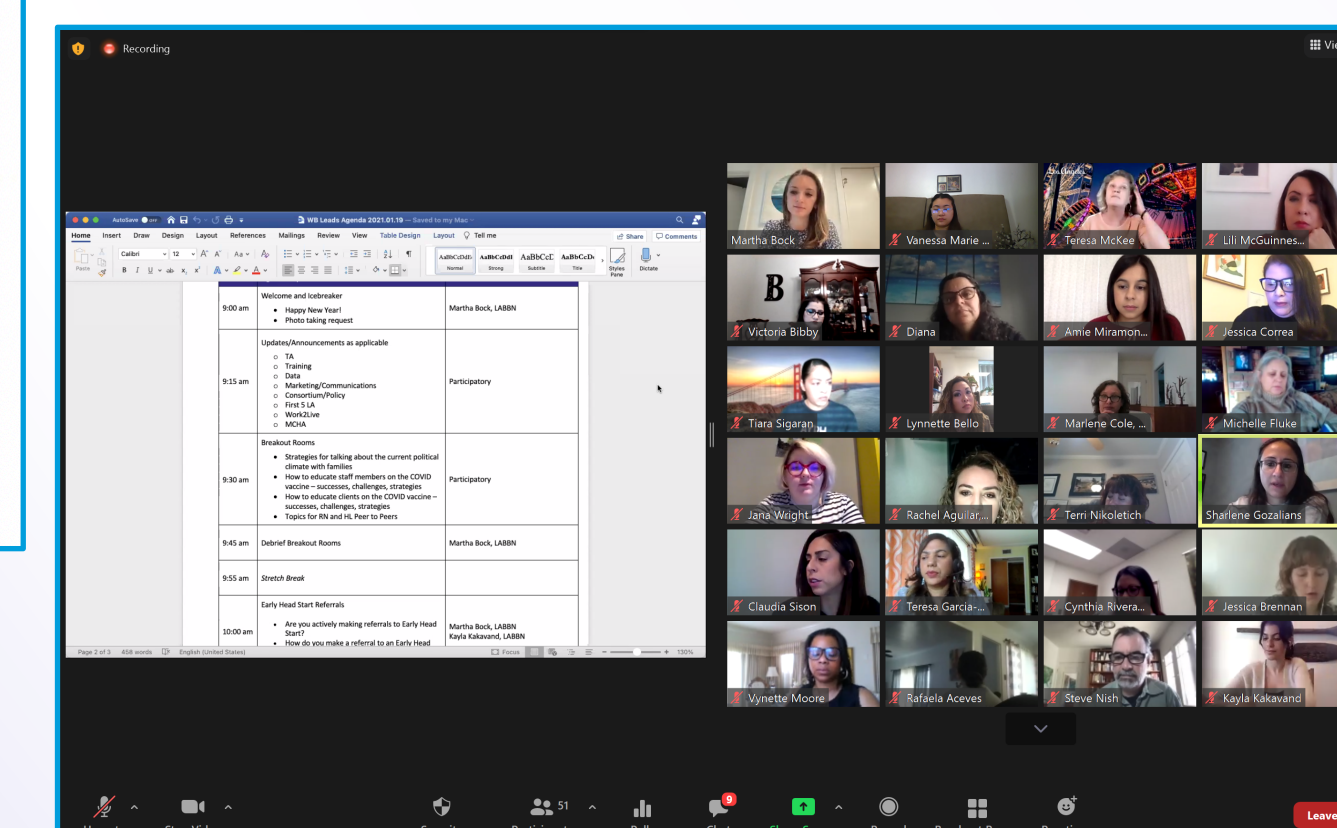 Recording
AutoSave OFF
WB Leads Agenda 2021.01.19 — Saved to my Mac
Home Insert Draw Design Layout References Mailings Review View Table Design Layout Tell me
Share Comments
Paste
Calibri 12
AaBbCcDdE AaBbCcDdI AaBbCcD AaBbCcDc
Normal Strong Subtitle Title
Styles Pane
Dictate
9:00 am
Welcome and Icebreaker
• Happy New Year!
• Photo taking request
Martha Bock, LABBN
9:15 am
Updates/Announcements as applicable
o TA
o Training
o Data
o Marketing/Communications
o Consortium/Policy
o First 5 LA
o Work2Live
o MCHA
Participatory
9:30 am
Breakout Rooms
• Strategies for talking about the current political
climate with families
• How to educate staff members on the COVID
vaccine – successes, challenges, strategies
• How to educate clients on the COVID vaccine –
successes, challenges, strategies
• Topics for RN and HL Peer to Peers
Participatory
9:45 am Debrief Breakout Rooms Martha Bock, LABBN
9:55 am Stretch Break
10:00 am
Early Head Start Referrals
• Are you actively making referrals to Early Head
Start?
• How do you make a referral to an Early Head
Martha Bock, LABBN
Kayla Kakavand, LABBN
Page 2 of 3 458 words English (United States) Focus 130%
Martha Bock
Vanessa Marie ...
Los Angeles
Teresa McKee
Lili McGuinnes...
B
Victoria Bibby
Diana
Amie Miramon...
Jessica Correa
Tiara Sigaran
Lynnette Bello
Marlene Cole, ...
Michelle Fluke
Jana Wright
Rachel Aguilar,...
Terri Nikoletich
Sharlene Gozalians
Claudia Sison
Teresa Garcia-...
Cynthia Rivera...
Jessica Brennan
Vynette Moore
Rafaela Aceves
Steve Nish
Kayla Kakavand
51
9
Leave